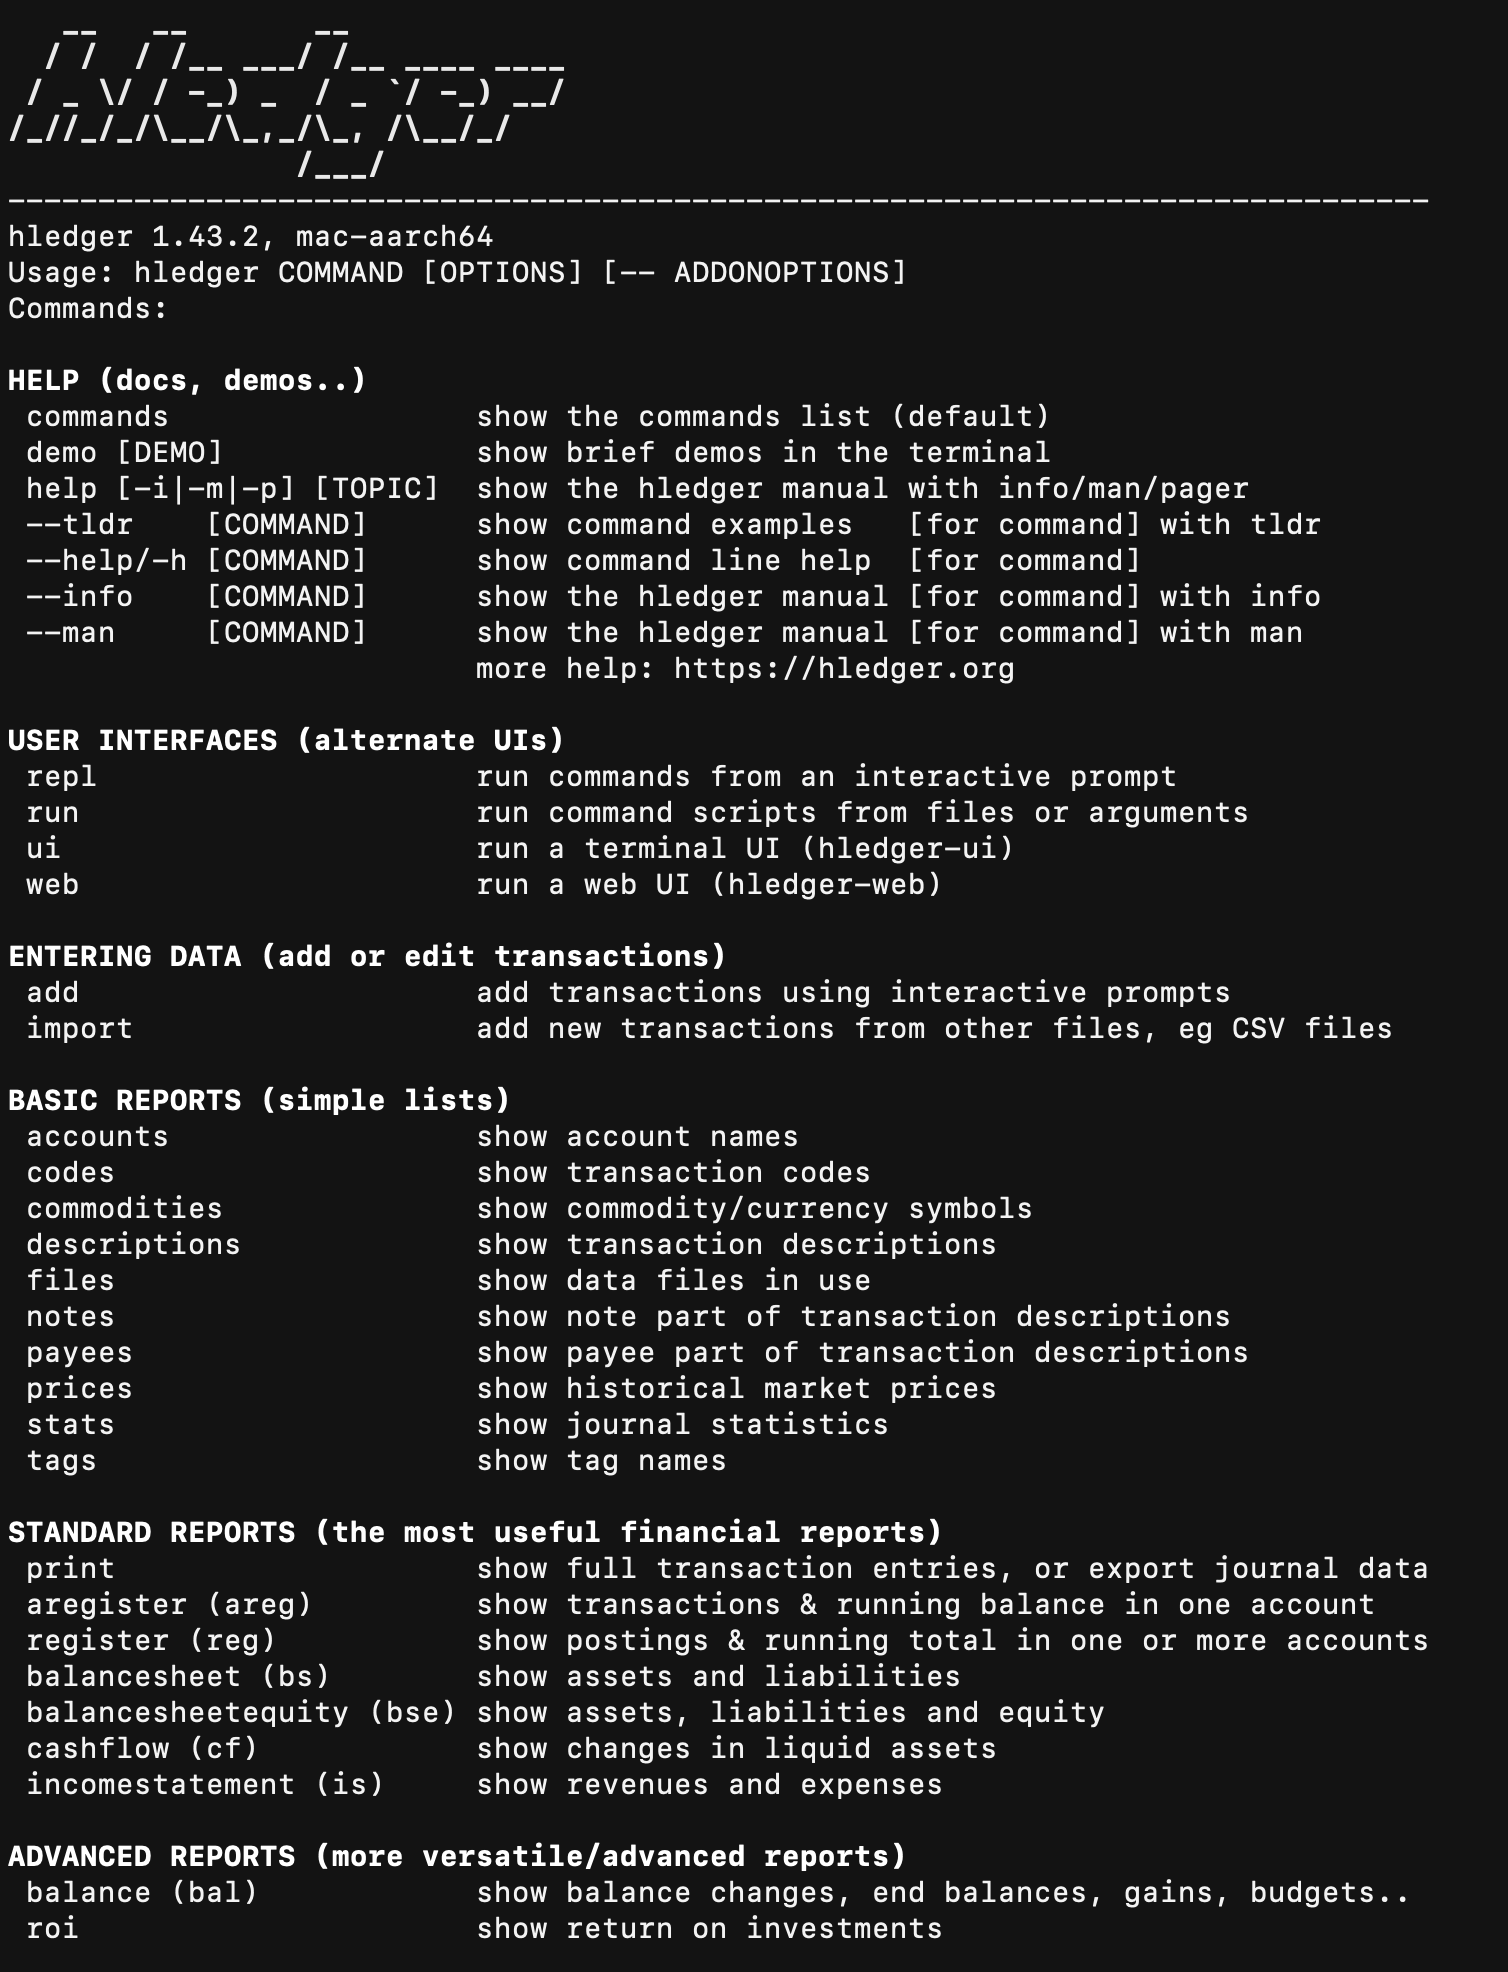 __    __       __
   / /   / /__ ___/ /__ ____ ____
  / _ \/ / -_) _  / _ `/ -_) __/
 /_//_/_/\__/\_,_/\_, /\__/_/
                 /___/
-------------------------------------------------------------------------------
hledger 1.43.2, mac-aarch64
Usage: hledger COMMAND [OPTIONS] [-- ADDONOPTIONS]
Commands:

HELP (docs, demos..)
 commands                 show the commands list (default)
 demo [DEMO]              show brief demos in the terminal
 help [-i|-m|-p] [TOPIC]  show the hledger manual with info/man/pager
 --tldr    [COMMAND]      show command examples   [for command] with tldr
 --help/-h [COMMAND]      show command line help  [for command]
 --info    [COMMAND]      show the hledger manual [for command] with info
 --man     [COMMAND]      show the hledger manual [for command] with man
                          more help: https://hledger.org

USER INTERFACES (alternate UIs)
 repl                     run commands from an interactive prompt
 run                      run command scripts from files or arguments
 ui                       run a terminal UI (hledger-ui)
 web                      run a web UI (hledger-web)

ENTERING DATA (add or edit transactions)
 add                      add transactions using interactive prompts
 import                   add new transactions from other files, eg CSV files

BASIC REPORTS (simple lists)
 accounts                 show account names
 codes                    show transaction codes
 commodities              show commodity/currency symbols
 descriptions             show transaction descriptions
 files                    show data files in use
 notes                    show note part of transaction descriptions
 payees                   show payee part of transaction descriptions
 prices                   show historical market prices
 stats                    show journal statistics
 tags                     show tag names

STANDARD REPORTS (the most useful financial reports)
 print                    show full transaction entries, or export journal data
 aregister (areg)         show transactions & running balance in one account
 register (reg)           show postings & running total in one or more accounts
 balancesheet (bs)        show assets and liabilities
 balancesheetequity (bse) show assets, liabilities and equity
 cashflow (cf)            show changes in liquid assets
 incomestatement (is)     show revenues and expenses

ADVANCED REPORTS (more versatile/advanced reports)
 balance (bal)            show balance changes, end balances, gains, budgets..
 roi                      show return on investments